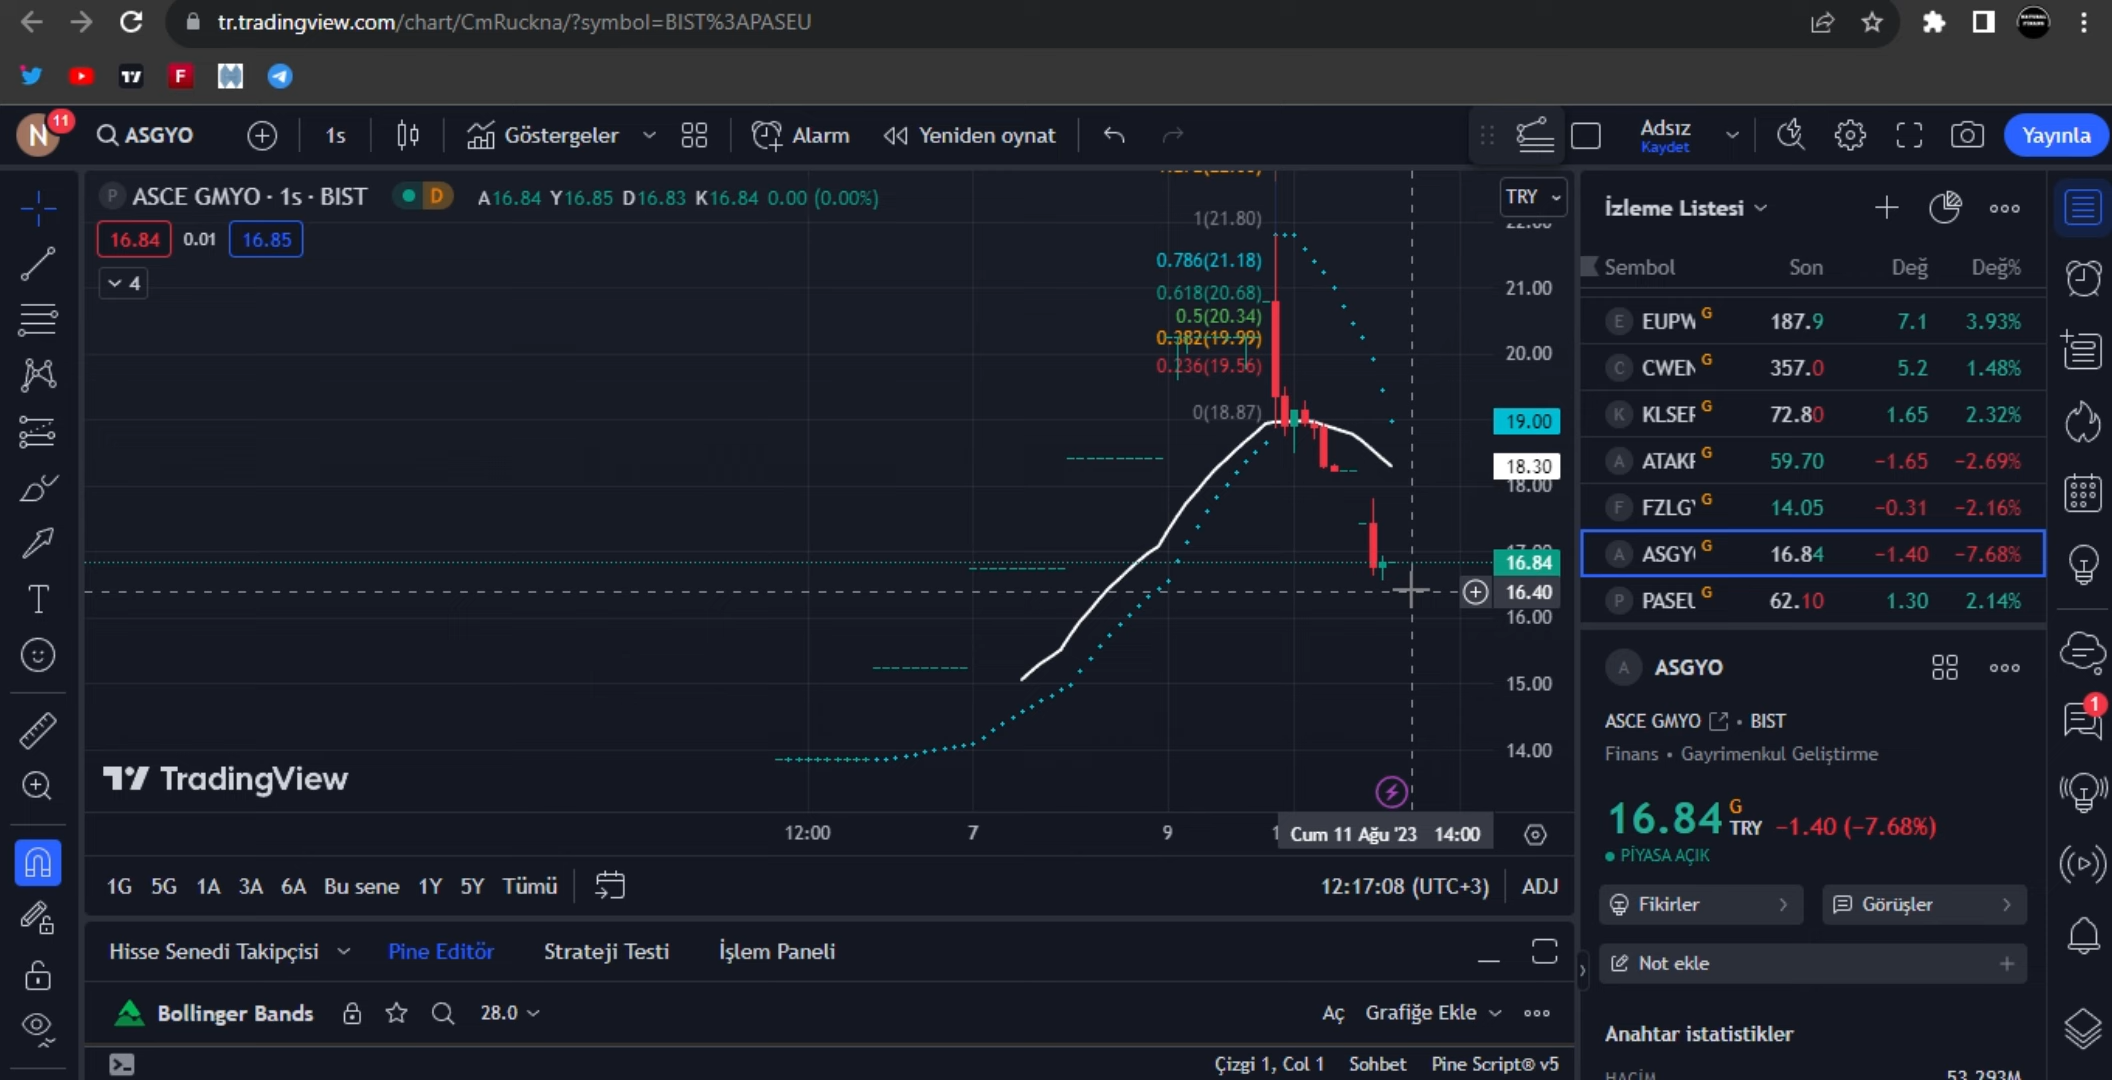 tr.tradingview.com/chart/CmRuckna/?symbol=BIST%3APASEU
N 11
ASGYO
1s
Göstergeler
Alarm
Yeniden oynat
Adsız
Kaydet
Yayınla
P ASCE GMYO · 1s · BIST
D
A16.84 Y16.85 D16.83 K16.84 0.00 (0.00%)
16.84 0.01 16.85
4
TRY
1(21.80)
0.786(21.18)
0.618(20.68)
0.5(20.34)
0.382(19.99)
0.236(19.56)
0(18.87)
22.00
21.00
20.00
19.00
18.30
18.00
17.00
16.84
16.40
16.00
15.00
14.00
TradingView
12:00 7 9 1 Cum 11 Ağu '23 14:00
1G 5G 1A 3A 6A Bu sene 1Y 5Y Tümü
12:17:08 (UTC+3) ADJ
Hisse Senedi Takipçisi Pine Editör Strateji Testi İşlem Paneli
Bollinger Bands 28.0 Aç Grafiğe Ekle
Çizgi 1, Col 1 Sohbet Pine Script® v5
İzleme Listesi
Sembol Son Değ Değ%
E EUPW G 187.9 7.1 3.93%
C CWEN G 357.0 5.2 1.48%
K KLSER G 72.80 1.65 2.32%
A ATAKP G 59.70 −1.65 −2.69%
F FZLGY G 14.05 −0.31 −2.16%
A ASGY G 16.84 −1.40 −7.68%
P PASEU G 62.10 1.30 2.14%
A ASGYO
ASCE GMYO • BIST
Finans • Gayrimenkul Geliştirme
16.84 G TRY −1.40 (−7.68%)
PİYASA AÇIK
Fikirler
Görüşler
Not ekle
Anahtar istatistikler
HACİM 53.293M
1